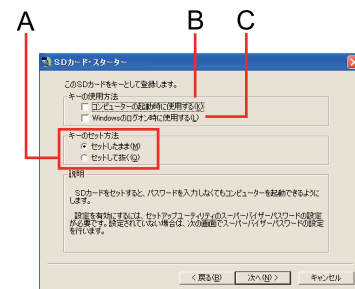 A
B
C
SDカード・スターター
このSDカードをキーとして登録します。
キーの使用方法
コンピューターの起動時に使用する(K)
Windowsのログオン時に使用する(L)
キーのセット方法
セットしたまま(M)
セットして抜く(Q)
説明
SDカードをセットすると、パスワードを入力しなくてもコンピューターを起動できるように
します。
設定を有効にするには、セットアップユーティリティのスーパーバイザーパスワードの設定
が必要です。設定されていない場合は、次の画面でスーパーバイザーパスワードの設定
を行います。
< 戻る(B)
次へ(N) >
キャンセル